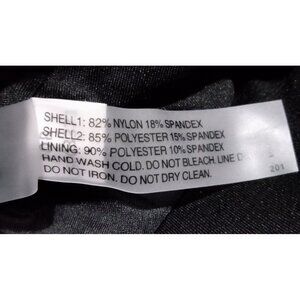 SHELL1: 82% NYLON 18% SPANDEX
SHELL2: 85% POLYESTER 15% SPANDEX
LINING: 90% POLYESTER 10% SPANDEX
HAND WASH COLD. DO NOT BLEACH. LINE D
DO NOT IRON. DO NOT DRY CLEAN.
201